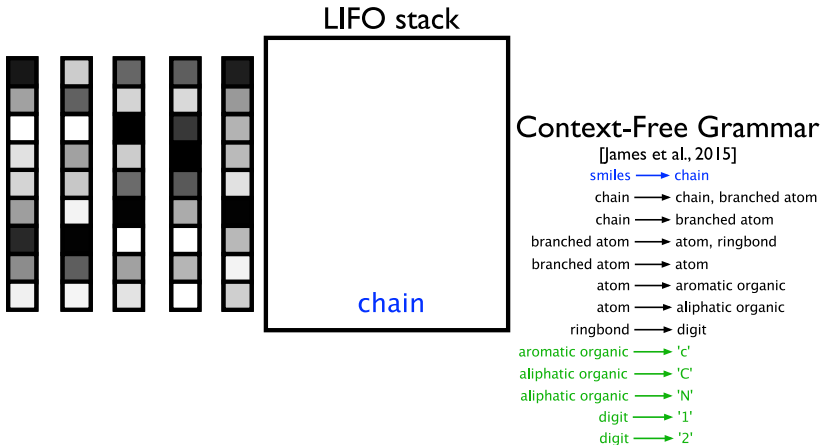 LIFO stack
chain
Context-Free Grammar
[James et al., 2015]
smiles → chain
chain → chain, branched atom
chain → branched atom
branched atom → atom, ringbond
branched atom → atom
atom → aromatic organic
atom → aliphatic organic
ringbond → digit
aromatic organic → 'c'
aliphatic organic → 'C'
aliphatic organic → 'N'
digit → '1'
digit → '2'